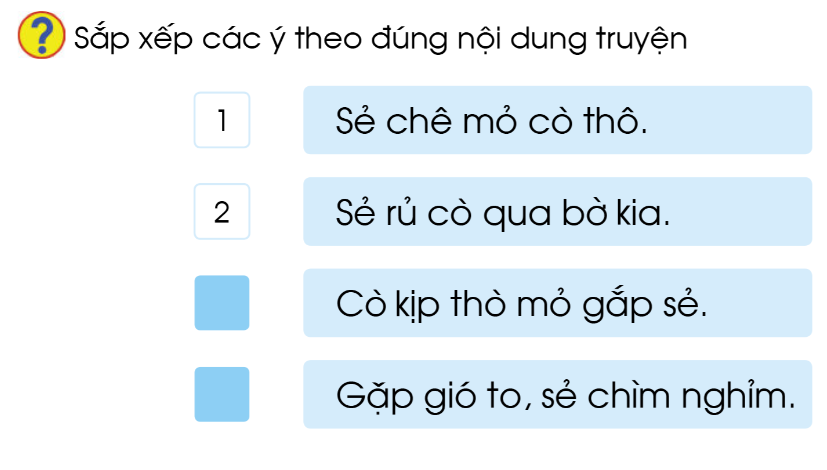 ? Sắp xếp các ý theo đúng nội dung truyện
1 Sẻ chê mỏ cò thô.
2 Sẻ rủ cò qua bờ kia.
Cò kịp thò mỏ gắp sẻ.
Gặp gió to, sẻ chìm nghỉm.